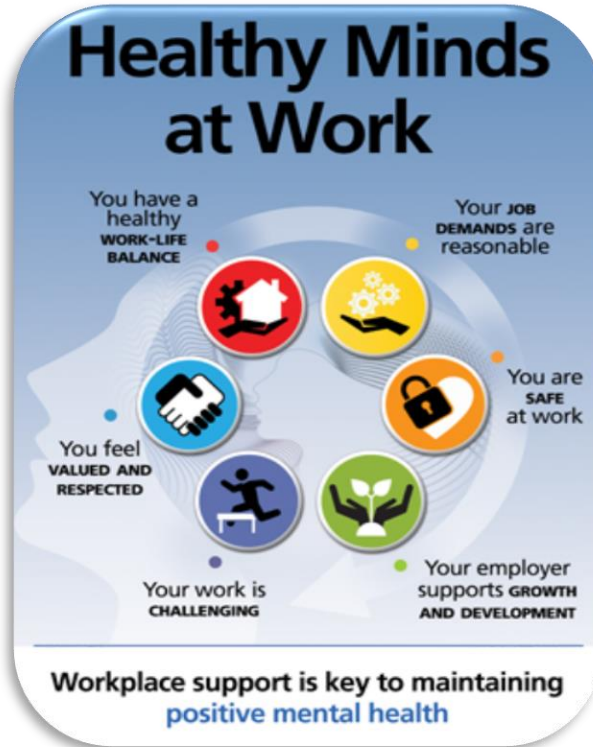 Healthy Minds
at Work
You have a
healthy
WORK-LIFE
BALANCE
Your JOB
DEMANDS are
reasonable
You are
SAFE
at work
Your employer
supports GROWTH
AND DEVELOPMENT
Your work is
CHALLENGING
You feel
VALUED AND
RESPECTED
Workplace support is key to maintaining
positive mental health